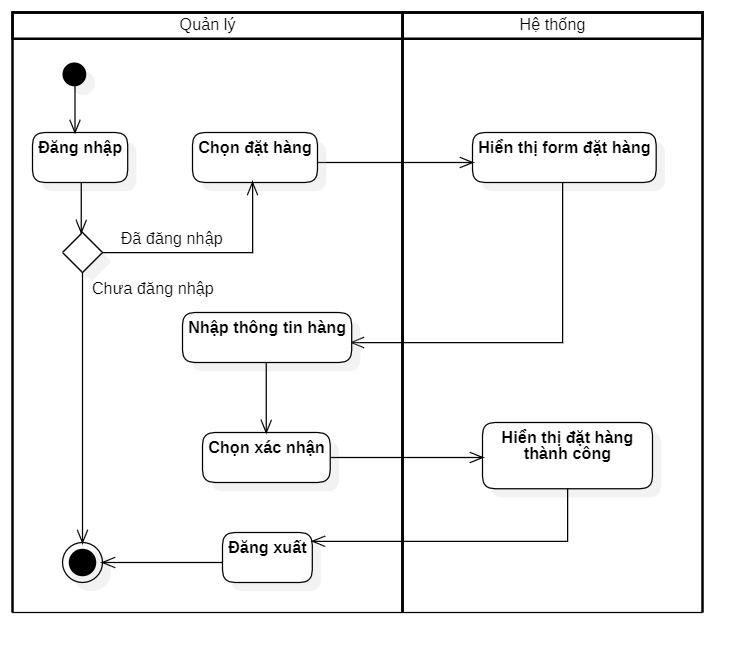 Quản lý
Hệ thống
Đăng nhập
Chọn đặt hàng
Hiển thị form đặt hàng
Đã đăng nhập
Chưa đăng nhập
Nhập thông tin hàng
Chọn xác nhận
Hiển thị đặt hàng
thành công
Đăng xuất